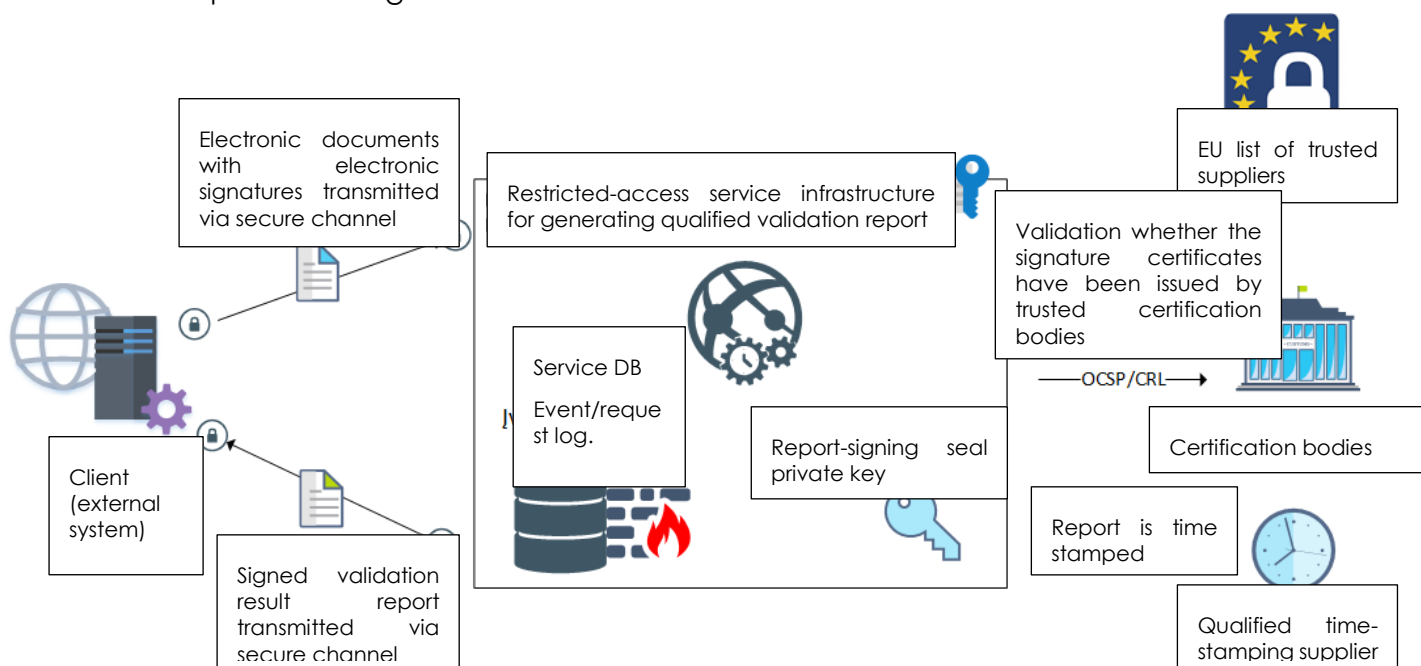 Electronic documents
with electronic
signatures transmitted
via secure channel
Restricted-access service infrastructure
for generating qualified validation report
EU list of trusted
suppliers
Validation whether the
signature certificates
have been issued by
trusted certification
bodies
Service DB
Event/reque
st log.
OCSP/CRL
Client
(external
system)
Report-signing seal
private key
Certification bodies
Report is time
stamped
Signed validation
result report
transmitted via
secure channel
Qualified time-
stamping supplier